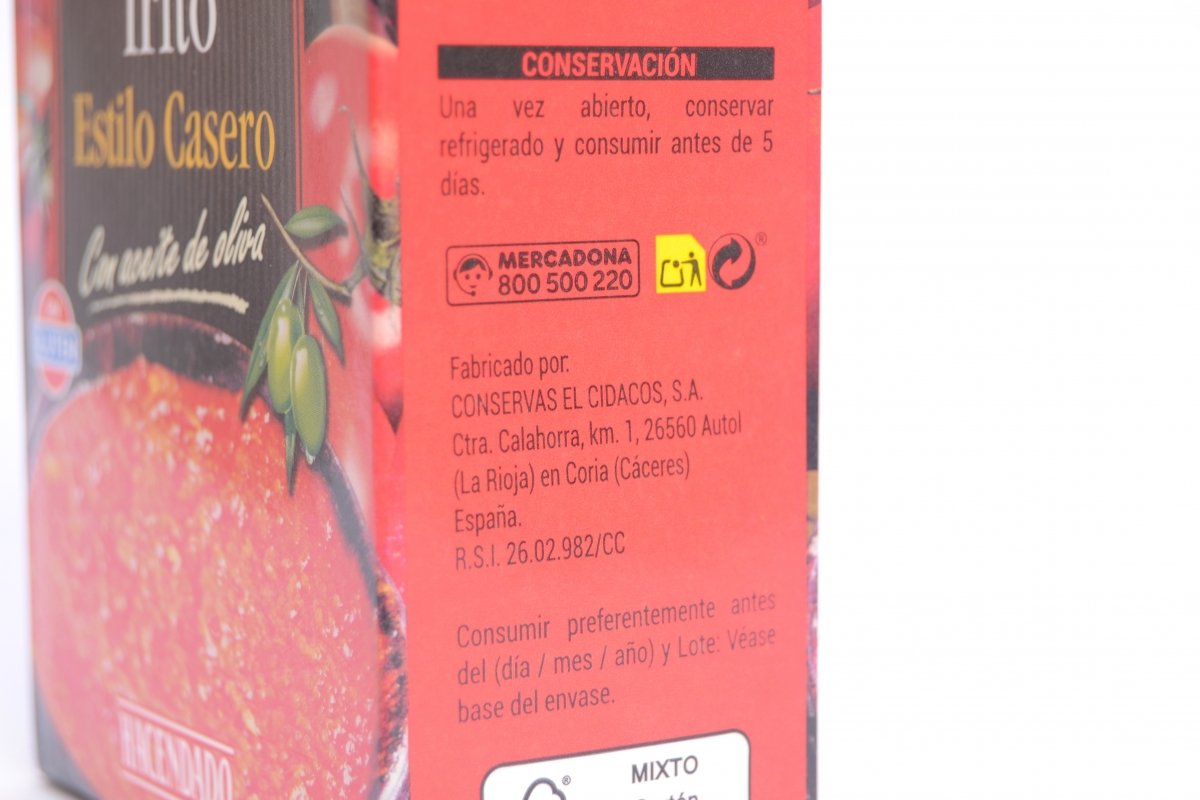 frito
Estilo Casero
Con aceite de oliva
HACENDADO
CONSERVACIÓN
Una vez abierto, conservar
refrigerado y consumir antes de 5
días.
MERCADONA
800 500 220
®
Fabricado por:
CONSERVAS EL CIDACOS, S.A.
Ctra. Calahorra, km. 1, 26560 Autol
(La Rioja) en Coria (Cáceres)
España.
R.S.I. 26.02.982/CC
Consumir preferentemente antes
del (día / mes / año) y Lote: Véase
base del envase.
®
MIXTO